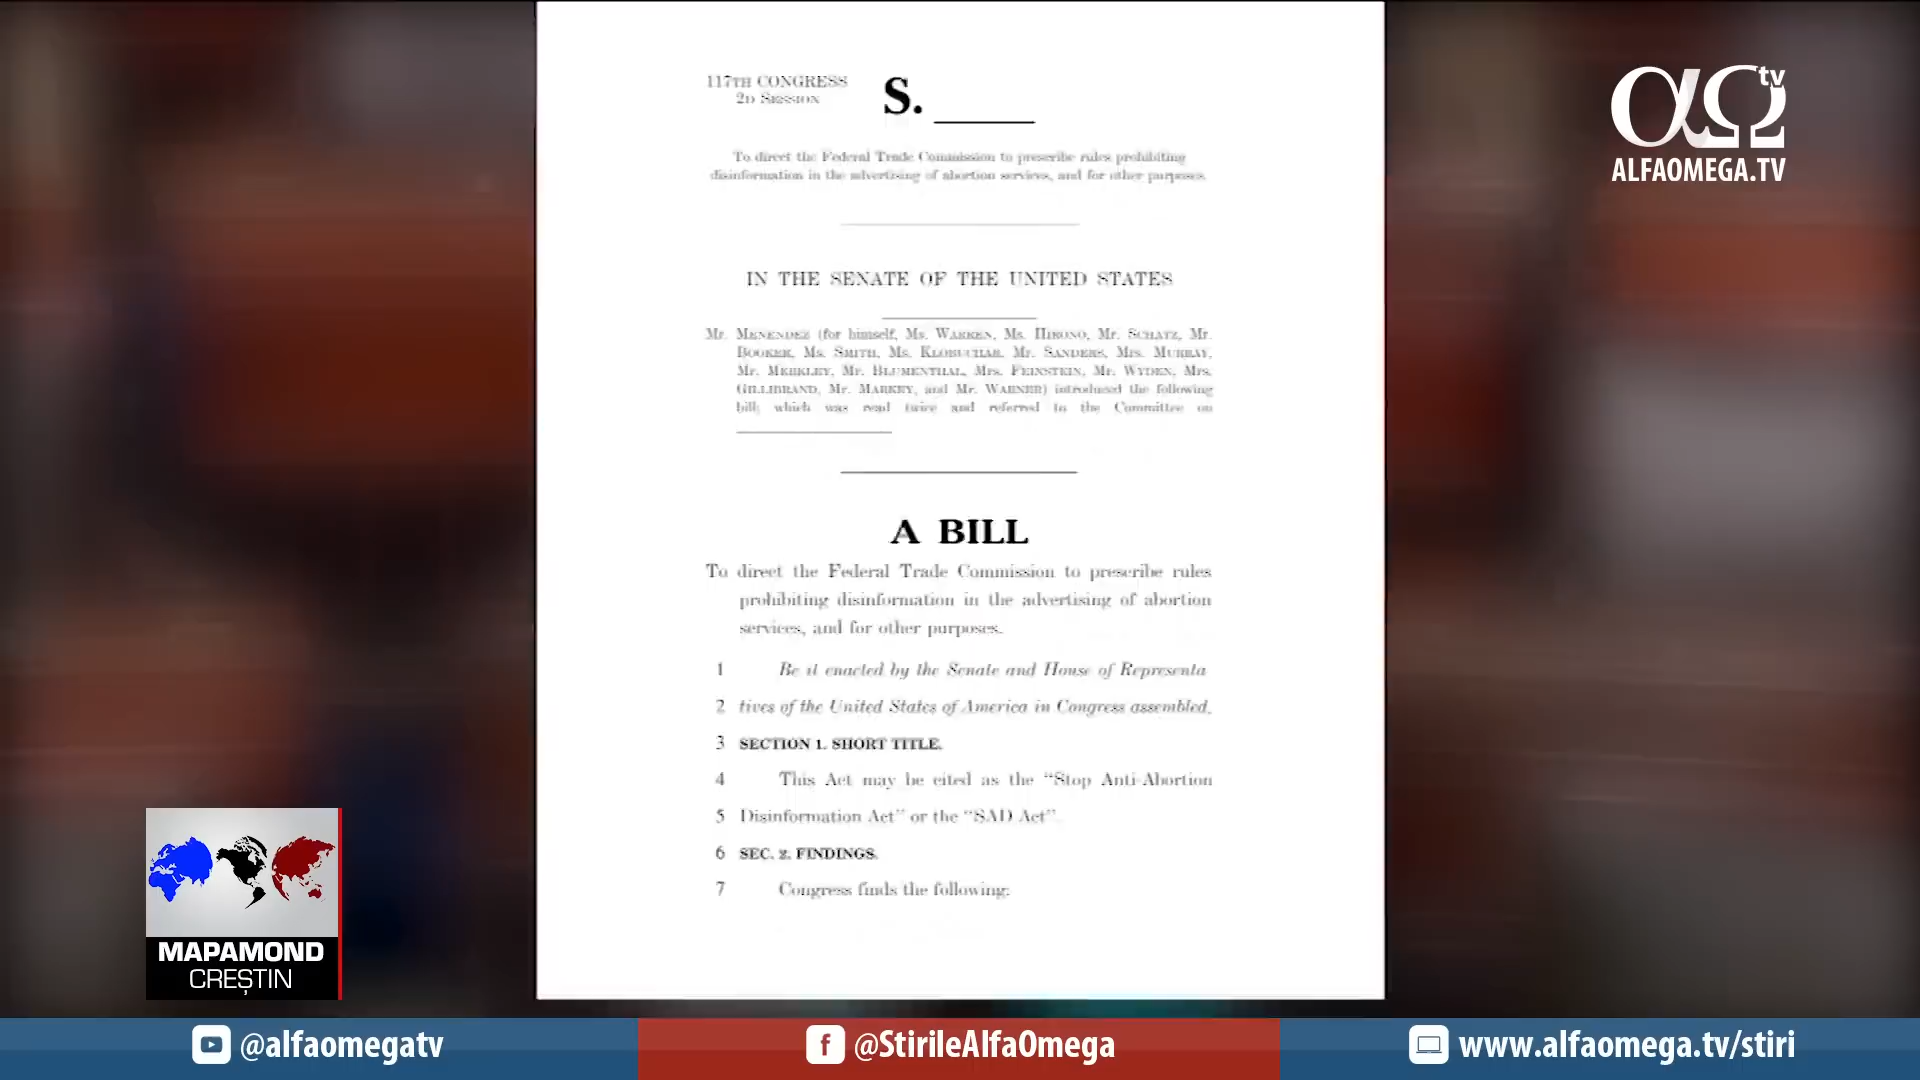 117TH CONGRESS
2D SESSION
S.
To direct the Federal Trade Commission to prescribe rules prohibiting
disinformation in the advertising of abortion services, and for other purposes.
IN THE SENATE OF THE UNITED STATES
Mr. MENENDEZ (for himself, Ms. WARREN, Ms. HIRONO, Mr. SCHATZ, Mr.
BOOKER, Ms. SMITH, Ms. KLOBUCHAR, Mr. SANDERS, Mrs. MURRAY,
Mr. MERKLEY, Mr. BLUMENTHAL, Mrs. FEINSTEIN, Mr. WYDEN, Mrs.
GILLIBRAND, Mr. MARKEY, and Mr. WARNER) introduced the following
bill; which was read twice and referred to the Committee on
A BILL
To direct the Federal Trade Commission to prescribe rules
prohibiting disinformation in the advertising of abortion
services, and for other purposes.
1 Be it enacted by the Senate and House of Representa
2 tives of the United States of America in Congress assembled,
3 SECTION 1. SHORT TITLE.
4 This Act may be cited as the “Stop Anti-Abortion
5 Disinformation Act” or the “SAD Act”.
6 SEC. 2. FINDINGS.
7 Congress finds the following:
αΩ tv
ALFAOMEGA.TV
MAPAMOND
CREȘTIN
@alfaomegatv
@StirileAlfaOmega
www.alfaomega.tv/stiri